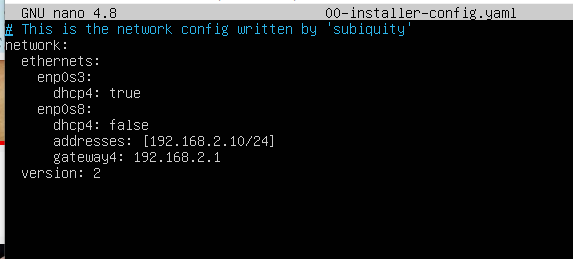 GNU nano 4.8 00-installer-config.yaml
# This is the network config written by 'subiquity'
network:
  ethernets:
    enp0s3:
      dhcp4: true
    enp0s8:
      dhcp4: false
      addresses: [192.168.2.10/24]
      gateway4: 192.168.2.1
  version: 2